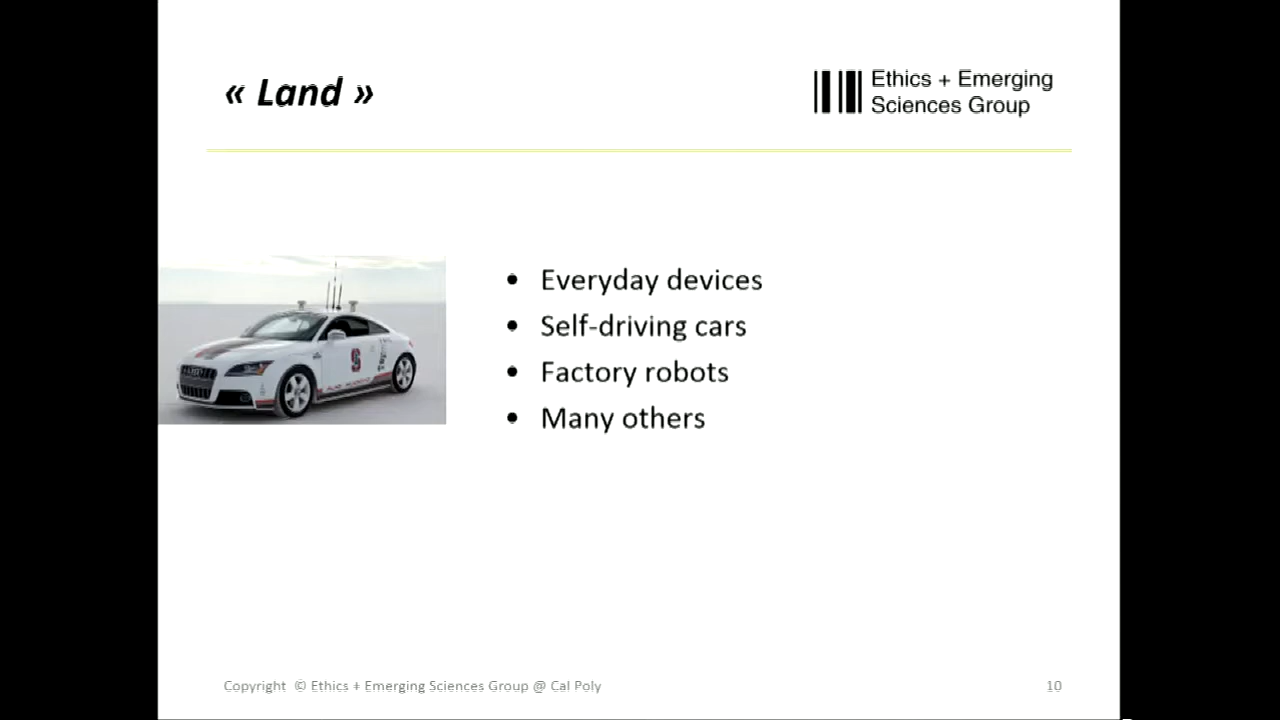 « Land »
Ethics + Emerging
Sciences Group
S
• Everyday devices
• Self-driving cars
• Factory robots
• Many others
Copyright © Ethics + Emerging Sciences Group @ Cal Poly
10